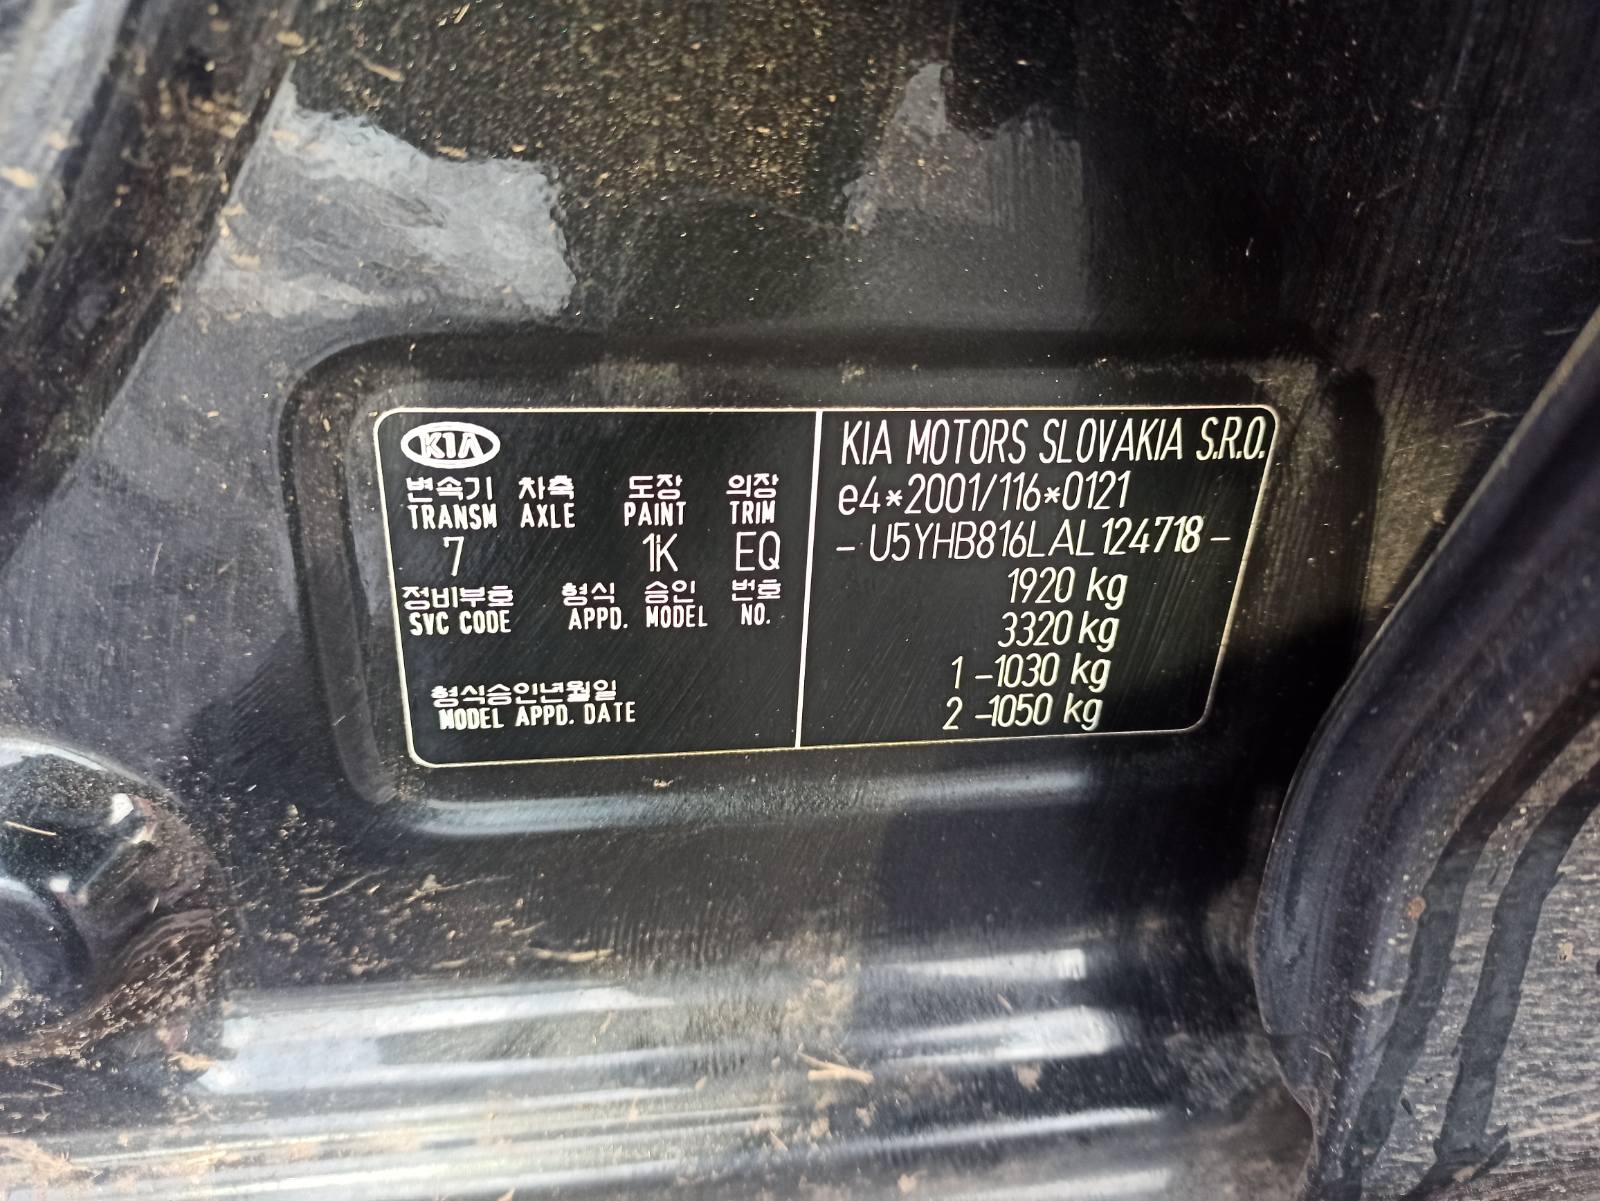 KIA
변속기 차축 도장 의장
TRANSM AXLE PAINT TRIM
7 1K EQ
정비부호 형식 승인 번호
SVC CODE APPD. MODEL NO.
형식승인년월일
MODEL APPD. DATE
KIA MOTORS SLOVAKIA S.R.O.
e4*2001/116*0121
- U5YHB816LAL124718 -
1920 kg
3320 kg
1 -1030 kg
2 -1050 kg